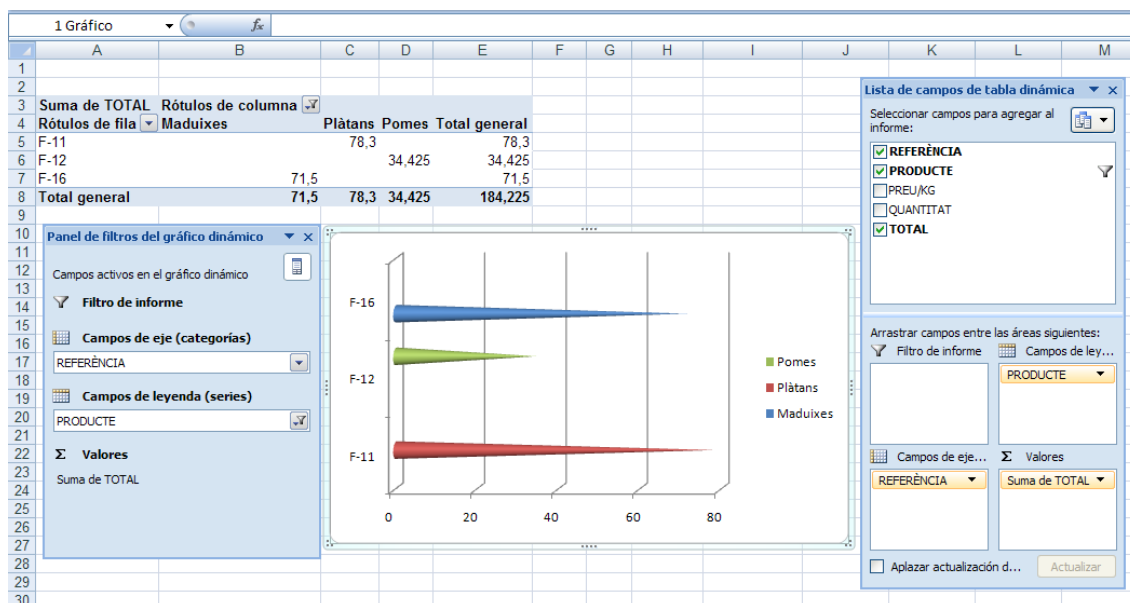 1 Gráfico fx
A B C D E F G H I J K L M
1
2
3 Suma de TOTAL Rótulos de columna
4 Rótulos de fila Maduixes Plàtans Pomes Total general
5 F-11 78,3 78,3
6 F-12 34,425 34,425
7 F-16 71,5 71,5
8 Total general 71,5 78,3 34,425 184,225
9
10
11
12
13
14
15
16
17
18
19
20
21
22
23
24
25
26
27
28
29
30
Panel de filtros del gráfico dinámico
Campos activos en el gráfico dinámico
Filtro de informe
Campos de eje (categorías)
REFERÈNCIA
Campos de leyenda (series)
PRODUCTE
Σ Valores
Suma de TOTAL
F-16
F-12
F-11
0 20 40 60 80
Pomes
Plàtans
Maduixes
Lista de campos de tabla dinámica
Seleccionar campos para agregar al
informe:
REFERÈNCIA
PRODUCTE
PREU/KG
QUANTITAT
TOTAL
Arrastrar campos entre las áreas siguientes:
Filtro de informe Campos de ley...
PRODUCTE
Campos de eje... Σ Valores
REFERÈNCIA Suma de TOTAL
Aplazar actualización d... Actualizar